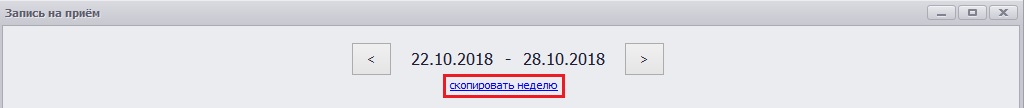 Запись на приём
< 22.10.2018 - 28.10.2018 >
скопировать неделю